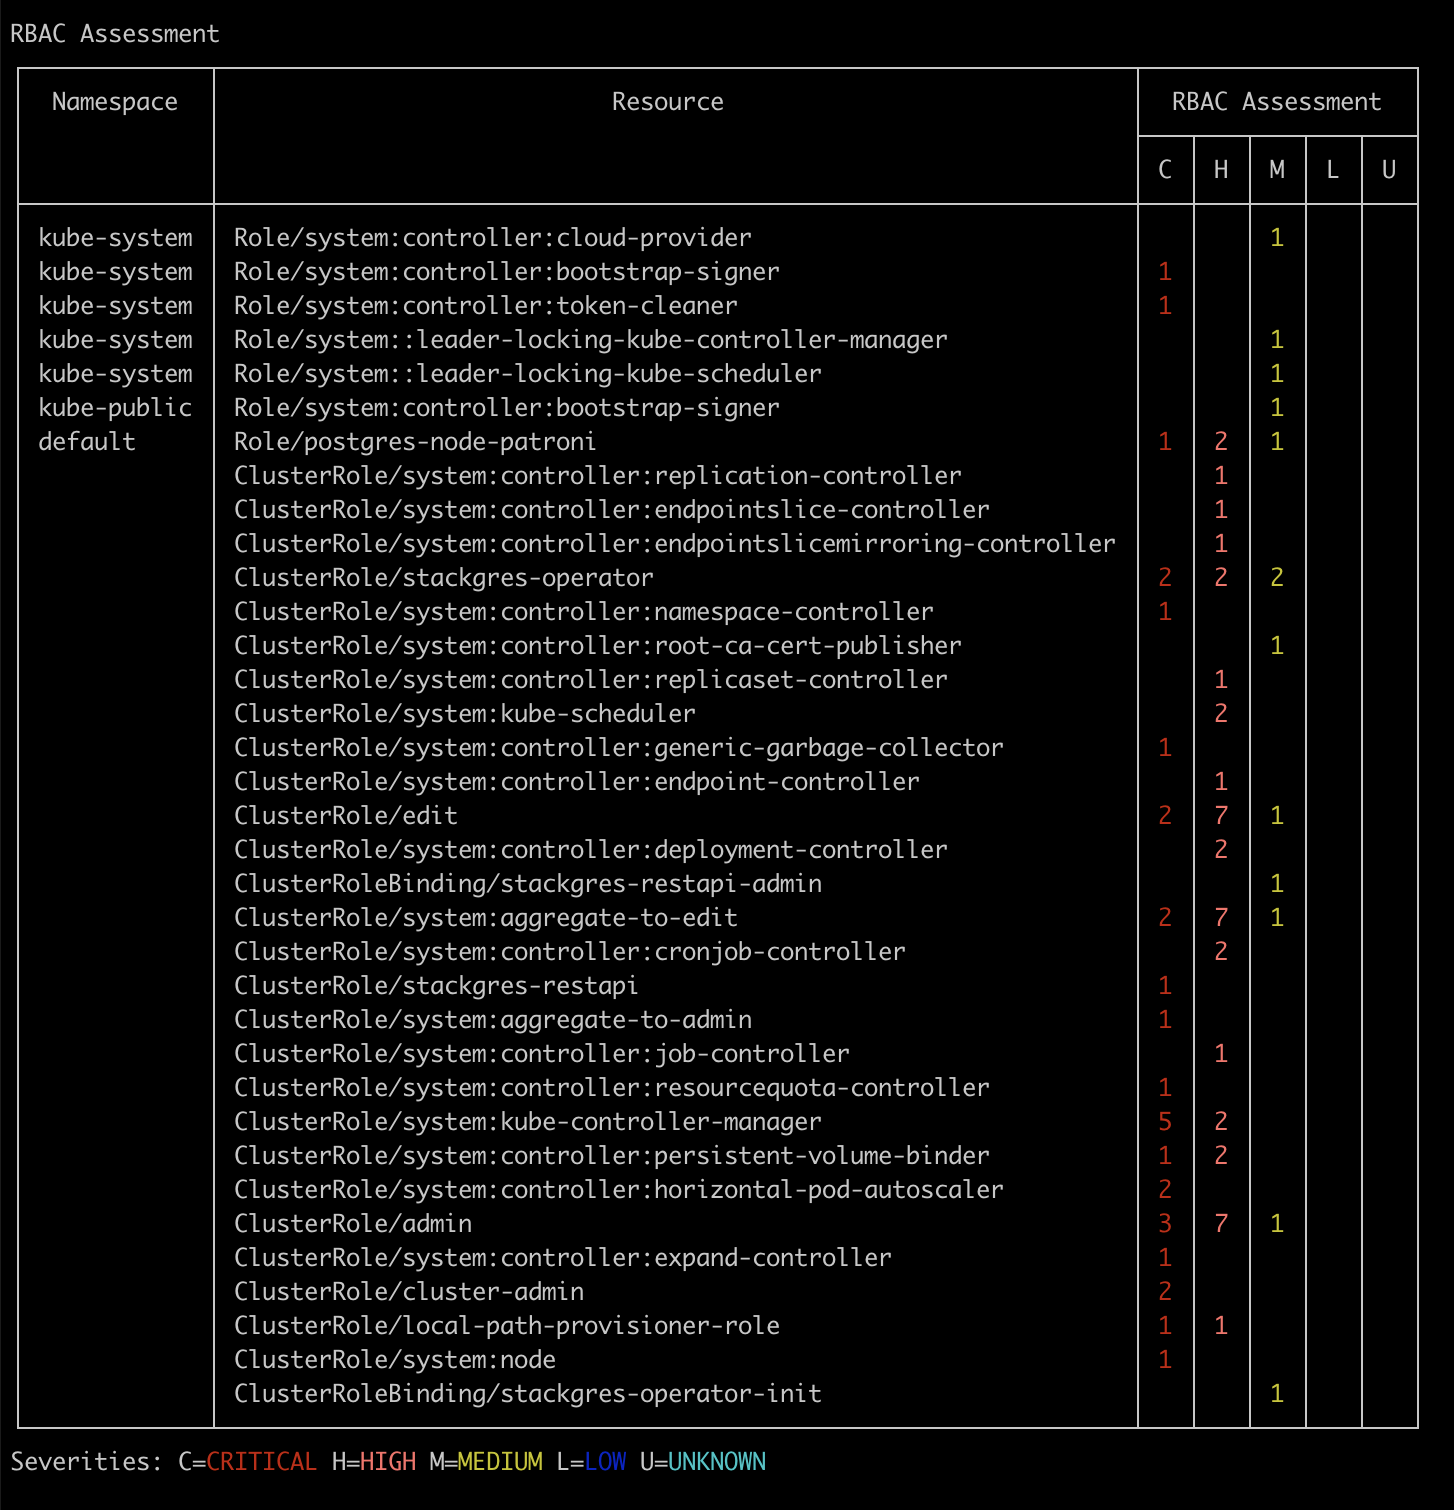 RBAC Assessment
Namespace Resource RBAC Assessment
C H M L U
kube-system Role/system:controller:cloud-provider 1
kube-system Role/system:controller:bootstrap-signer 1
kube-system Role/system:controller:token-cleaner 1
kube-system Role/system::leader-locking-kube-controller-manager 1
kube-system Role/system::leader-locking-kube-scheduler 1
kube-public Role/system:controller:bootstrap-signer 1
default Role/postgres-node-patroni 1 2 1
ClusterRole/system:controller:replication-controller 1
ClusterRole/system:controller:endpointslice-controller 1
ClusterRole/system:controller:endpointslicemirroring-controller 1
ClusterRole/stackgres-operator 2 2 2
ClusterRole/system:controller:namespace-controller 1
ClusterRole/system:controller:root-ca-cert-publisher 1
ClusterRole/system:controller:replicaset-controller 1
ClusterRole/system:kube-scheduler 2
ClusterRole/system:controller:generic-garbage-collector 1
ClusterRole/system:controller:endpoint-controller 1
ClusterRole/edit 2 7 1
ClusterRole/system:controller:deployment-controller 2
ClusterRoleBinding/stackgres-restapi-admin 1
ClusterRole/system:aggregate-to-edit 2 7 1
ClusterRole/system:controller:cronjob-controller 2
ClusterRole/stackgres-restapi 1
ClusterRole/system:aggregate-to-admin 1
ClusterRole/system:controller:job-controller 1
ClusterRole/system:controller:resourcequota-controller 1
ClusterRole/system:kube-controller-manager 5 2
ClusterRole/system:controller:persistent-volume-binder 1 2
ClusterRole/system:controller:horizontal-pod-autoscaler 2
ClusterRole/admin 3 7 1
ClusterRole/system:controller:expand-controller 1
ClusterRole/cluster-admin 2
ClusterRole/local-path-provisioner-role 1 1
ClusterRole/system:node 1
ClusterRoleBinding/stackgres-operator-init 1
Severities: C=CRITICAL H=HIGH M=MEDIUM L=LOW U=UNKNOWN